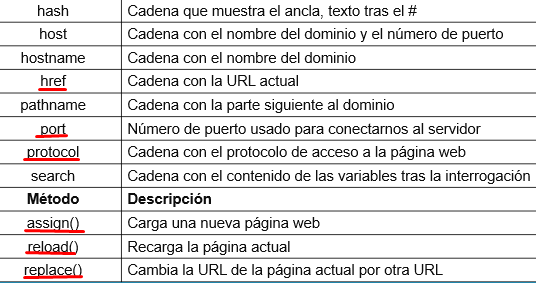 hash Cadena que muestra el ancla, texto tras el #
host Cadena con el nombre del dominio y el número de puerto
hostname Cadena con el nombre del dominio
href Cadena con la URL actual
pathname Cadena con la parte siguiente al dominio
port Número de puerto usado para conectarnos al servidor
protocol Cadena con el protocolo de acceso a la página web
search Cadena con el contenido de las variables tras la interrogación
Método Descripción
assign() Carga una nueva página web
reload() Recarga la página actual
replace() Cambia la URL de la página actual por otra URL